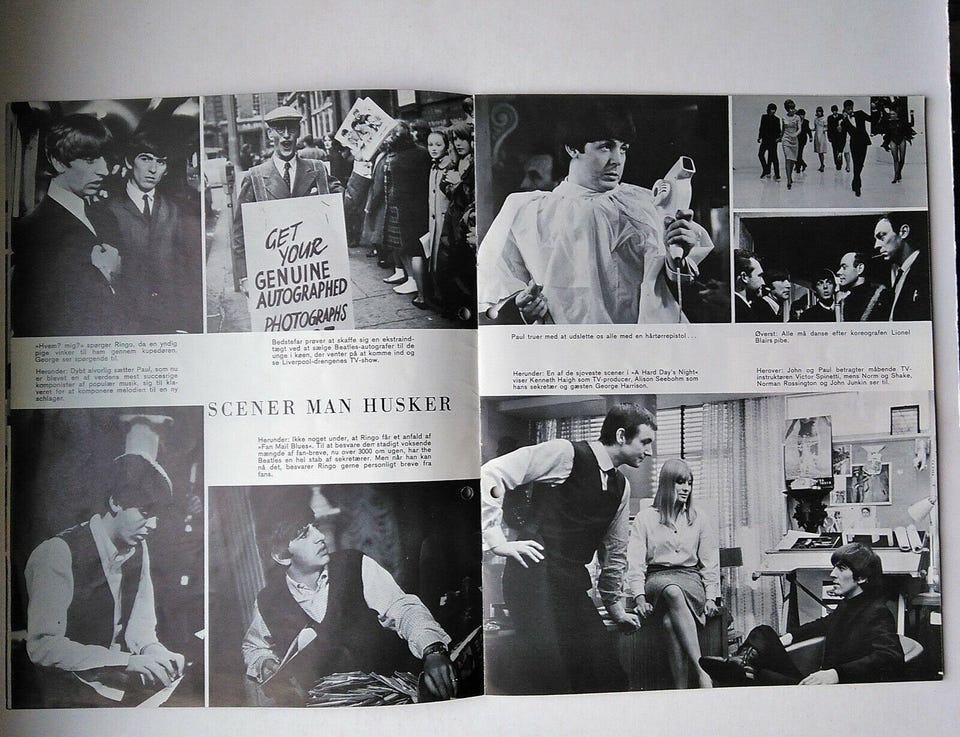 GET
YOUR
GENUINE
AUTOGRAPHED
PHOTOGRAPHS
»Hvem? mig?« spørger Ringo, da en yndig
pige vinker til ham gennem kupedøren.
George ser spørgende til.
Herunder: Dybt alvorlig sætter Paul, som nu
er blevet en af verdens mest succesrige
komponister af populær musik, sig til kla-
veret for at komponere melodien til en ny
schlager.
Bedstefar prøver at skaffe sig en ekstraind-
tægt ved at sælge Beatles-autografer til de
unge i køen, der venter på at komme ind og
se Liverpool-drengenes TV-show.
SCENER MAN HUSKER
Herunder: Ikke noget under, at Ringo får et anfald af
»Fan Mail Blues«. Til at besvare den stadigt voksende
mængde af fan-breve, nu over 3000 om ugen, har the
Beatles en hel stab af sekretærer. Men når han kan
nå det, besvarer Ringo gerne personligt breve fra
fans.
Paul truer med at udslette os alle med en hårtørrepistol...
Herunder: En af de sjoveste scener i »A Hard Day's Night«
viser Kenneth Haigh som TV-producer, Alison Seebohm som
hans sekretær og gæsten George Harrison.
Øverst: Alle må danse efter koreografen Lionel
Blairs pibe.
Herover: John og Paul betragter måbende TV-
instruktøren Victor Spinetti, mens Norm og Shake,
Norman Rossington og John Junkin ser til.